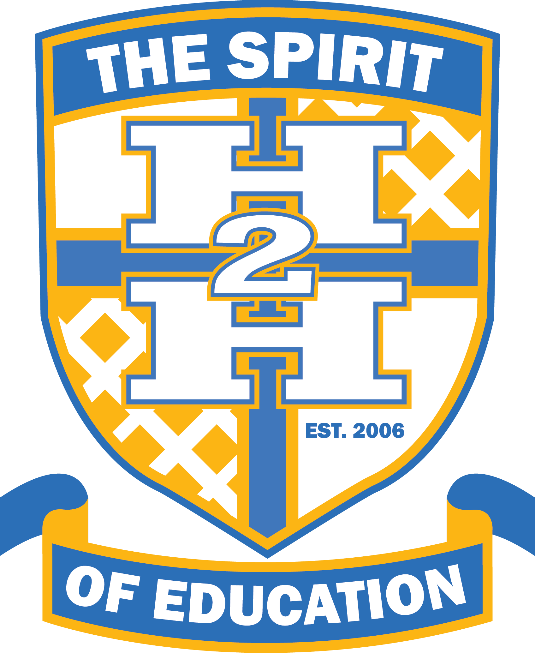 THE SPIRIT
H
2
H
EST. 2006
OF EDUCATION